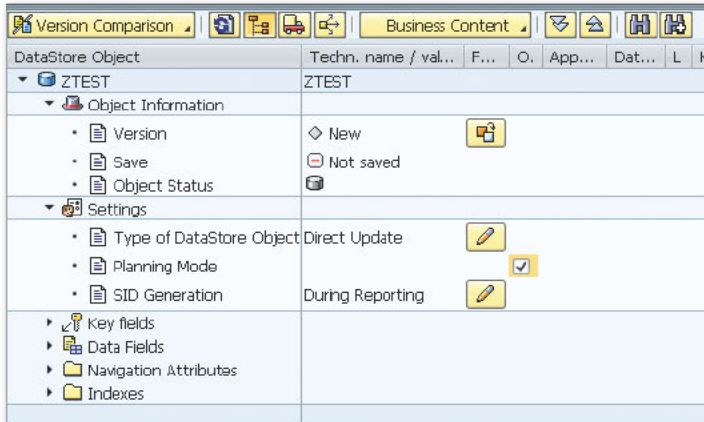 Version Comparison Business Content
DataStore Object Techn. name / val... F... O. App... Dat... L
ZTEST ZTEST
Object Information
Version New
Save Not saved
Object Status
Settings
Type of DataStore Object Direct Update
Planning Mode
SID Generation During Reporting
Key fields
Data Fields
Navigation Attributes
Indexes